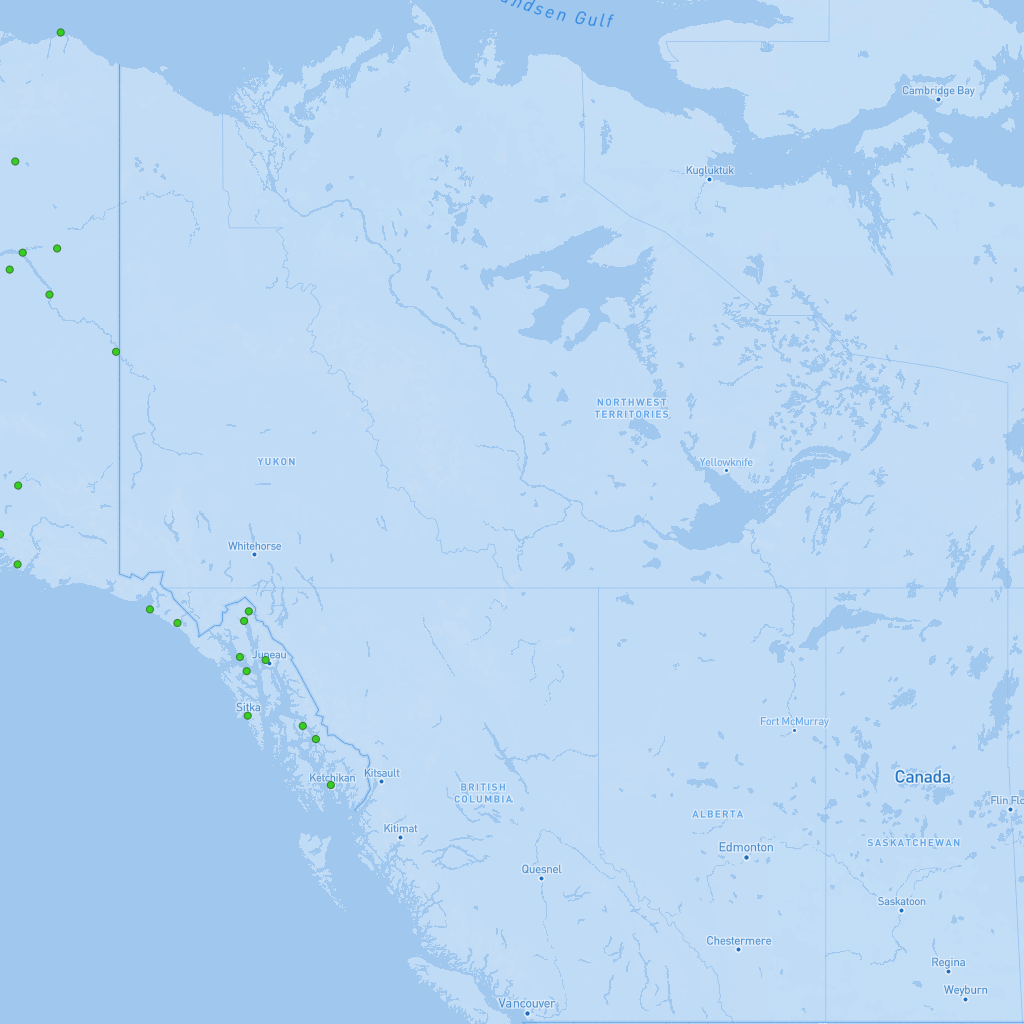 Gulf
Cambridge Bay
Kugluktuk
NORTHWEST
TERRITORIES
Yellowknife
YUKON
Whitehorse
Juneau
Sitka
Fort McMurray
Ketchikan
Kitsault
Canada
BRITISH
COLUMBIA
Flin Flo
ALBERTA
Kitimat
SASKATCHEWAN
Edmonton
Quesnel
Saskatoon
Chestermere
Regina
Weyburn
Vancouver